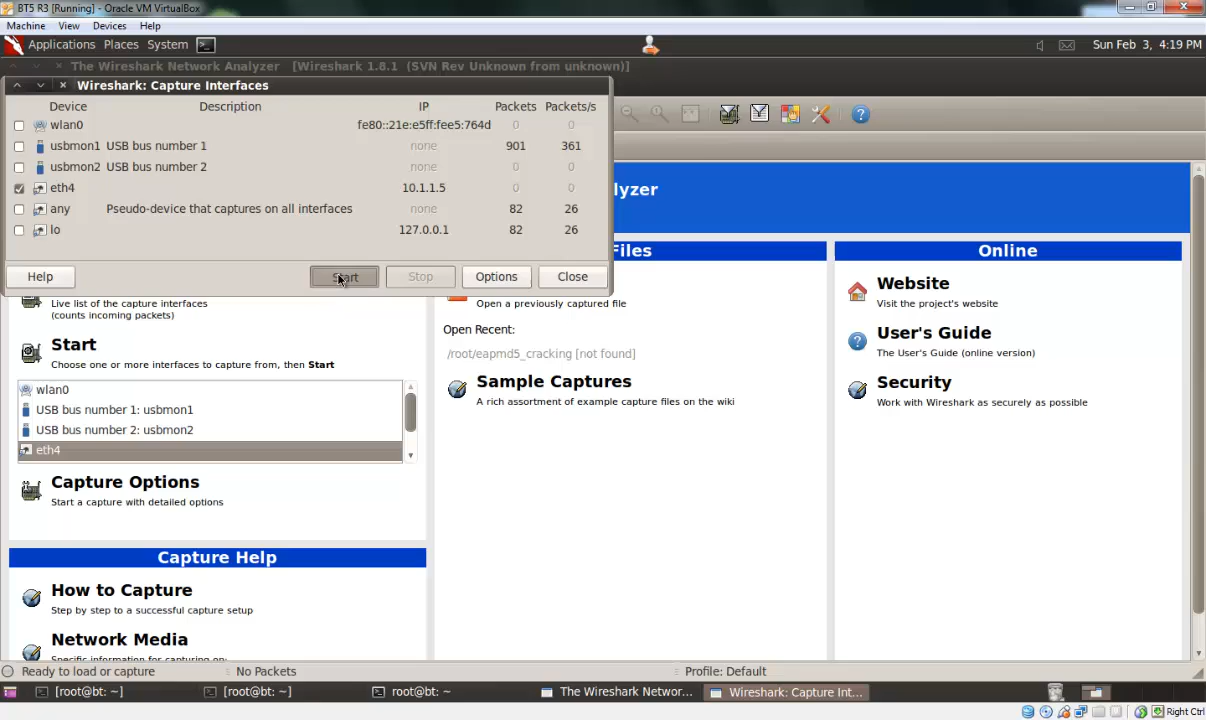 BT5 R3 [Running] - Oracle VM VirtualBox
Machine View Devices Help
Applications Places System Sun Feb 3, 4:19 PM
The Wireshark Network Analyzer [Wireshark 1.8.1 (SVN Rev Unknown from unknown)]
Wireshark: Capture Interfaces
Device Description IP Packets Packets/s
wlan0 fe80::21e:e5ff:fee5:764d 0 0
usbmon1 USB bus number 1 none 901 361
usbmon2 USB bus number 2 none 0 0
eth4 10.1.1.5 0 0
any Pseudo-device that captures on all interfaces none 82 26
lo 127.0.0.1 82 26
Help Start Stop Options Close
lyzer
Live list of the capture interfaces
(counts incoming packets)
Start
Choose one or more interfaces to capture from, then Start
wlan0
USB bus number 1: usbmon1
USB bus number 2: usbmon2
eth4
Capture Options
Start a capture with detailed options
Capture Help
How to Capture
Step by step to a successful capture setup
Network Media
Specific information for capturing on:
Files
Open a previously captured file
Open Recent:
/root/eapmd5_cracking [not found]
Sample Captures
A rich assortment of example capture files on the wiki
Online
Website
Visit the project's website
User's Guide
The User's Guide (online version)
Security
Work with Wireshark as securely as possible
Ready to load or capture No Packets Profile: Default
[root@bt: ~] [root@bt: ~] root@bt: ~ The Wireshark Networ... Wireshark: Capture Int...
Right Ctrl